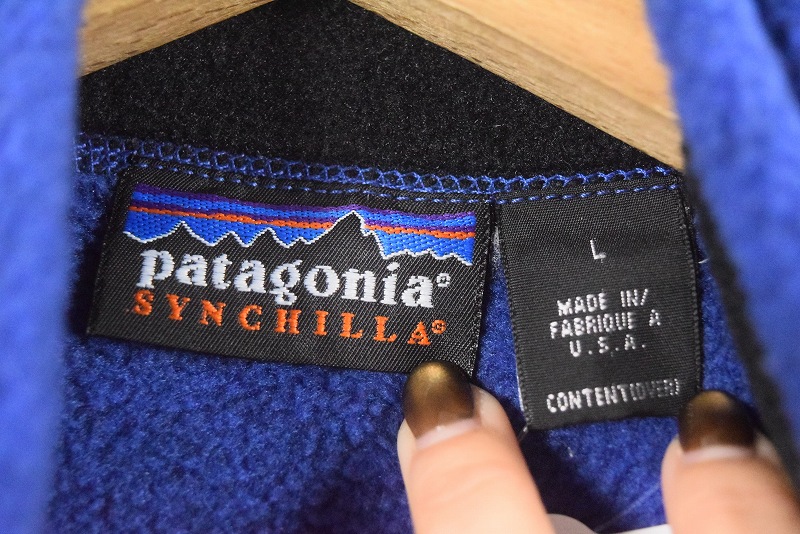 patagonia®
SYNCHILLA®
L
MADE IN/
FABRIQUE A
U.S.A.
CONTENT(OVER)